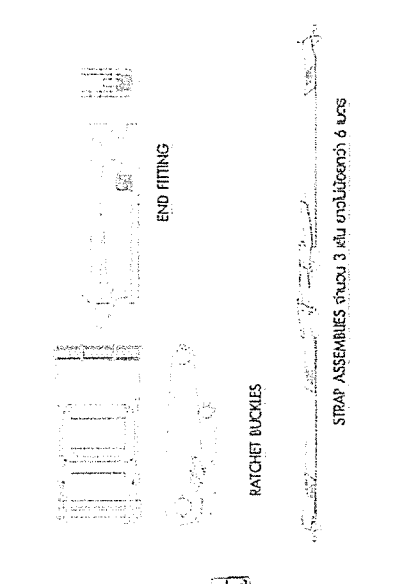 END FITTING
RATCHET BUCKLES
STRAP ASSEMBLIES จำนวน 3 เส้น ยาวไม่น้อยกว่า 6 เมตร